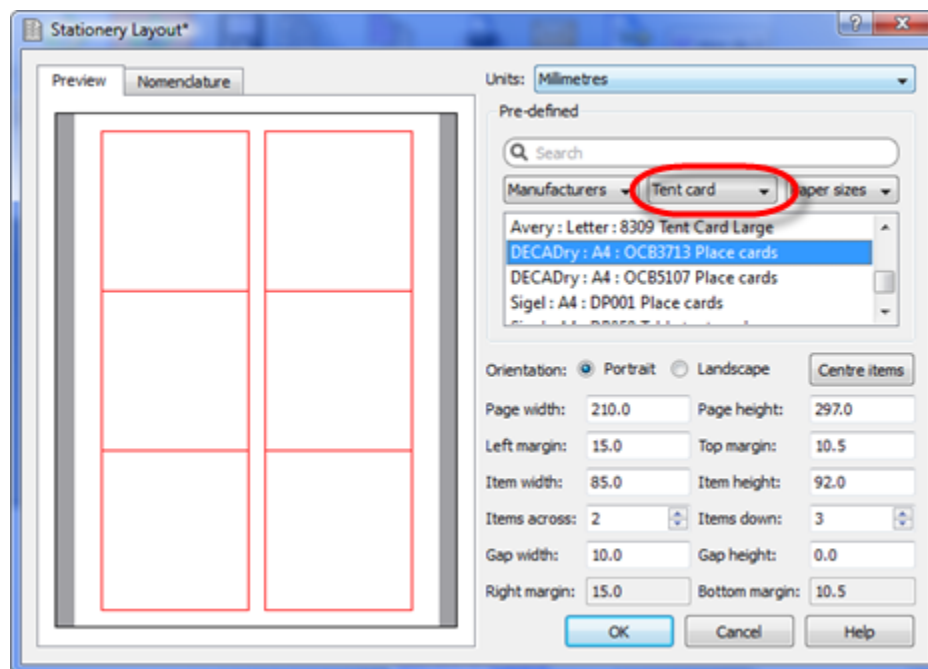 Stationery Layout*
Preview
Nomenclature
Units: Millimetres
Pre-defined
Search
Manufacturers Tent card aper sizes
Avery : Letter : 8309 Tent Card Large
DECADry : A4 : OCB3713 Place cards
DECADry : A4 : OCB5107 Place cards
Sigel : A4 : DP001 Place cards
Orientation: Portrait Landscape Centre items
Page width: 210.0 Page height: 297.0
Left margin: 15.0 Top margin: 10.5
Item width: 85.0 Item height: 92.0
Items across: 2 Items down: 3
Gap width: 10.0 Gap height: 0.0
Right margin: 15.0 Bottom margin: 10.5
OK Cancel Help